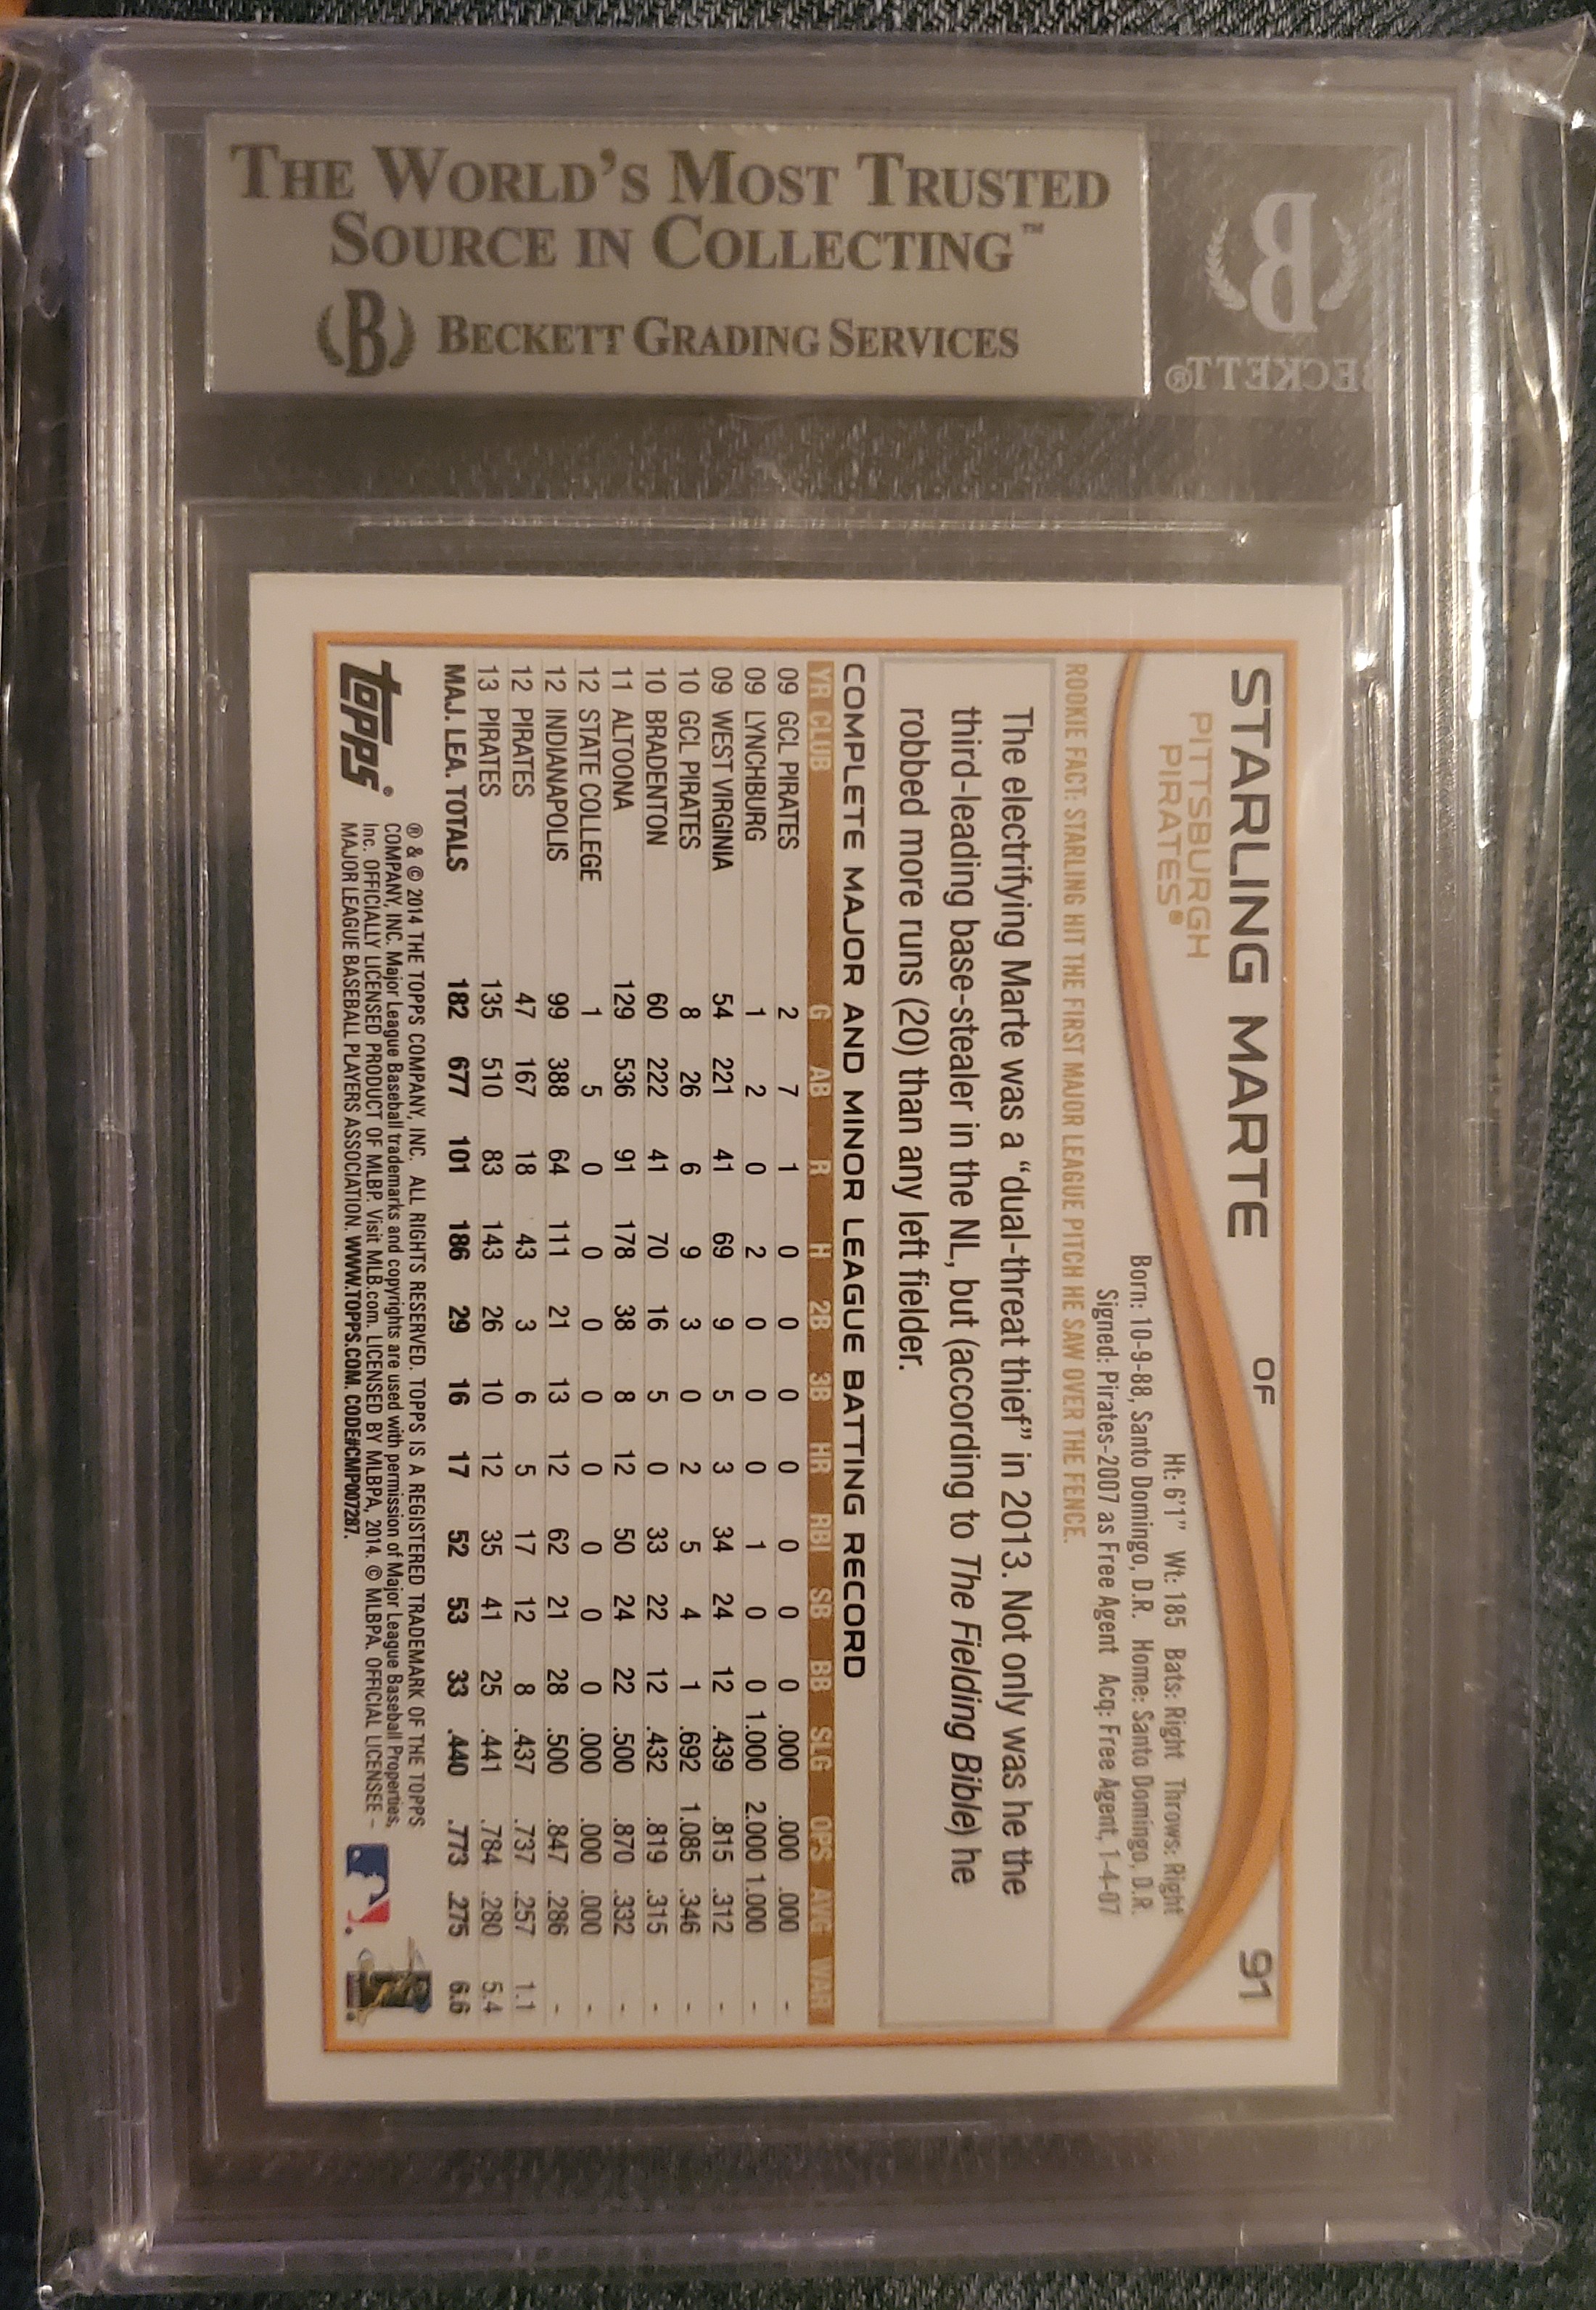 THE WORLD'S MOST TRUSTED
SOURCE IN COLLECTING™
B BECKETT GRADING SERVICES
B
BECKETT®
STARLING MARTE OF 91
PITTSBURGH
PIRATES®
Ht: 6'1" Wt: 185 Bats: Right Throws: Right
Born: 10-9-88, Santo Domingo, D.R. Home: Santo Domingo, D.R.
Signed: Pirates-2007 as Free Agent Acq: Free Agent, 1-4-07
ROOKIE FACT: STARLING HIT THE FIRST MAJOR LEAGUE PITCH HE SAW OVER THE FENCE.
The electrifying Marte was a “dual-threat thief” in 2013. Not only was he the
third-leading base-stealer in the NL, but (according to The Fielding Bible) he
robbed more runs (20) than any left fielder.
COMPLETE MAJOR AND MINOR LEAGUE BATTING RECORD
YR CLUB G AB R H 2B 3B HR RBI SB BB SLG OPS AVG WAR
09 GCL PIRATES 2 7 1 0 0 0 0 0 0 0 .000 .000 .000 -
09 LYNCHBURG 1 2 0 2 0 0 0 1 0 0 1.000 2.000 1.000 -
09 WEST VIRGINIA 54 221 41 69 9 5 3 34 24 12 .439 .815 .312 -
10 GCL PIRATES 8 26 6 9 3 0 2 5 4 1 .692 1.085 .346 -
10 BRADENTON 60 222 41 70 16 5 0 33 22 12 .432 .819 .315 -
11 ALTOONA 129 536 91 178 38 8 12 50 24 22 .500 .870 .332 -
12 STATE COLLEGE 1 5 0 0 0 0 0 0 0 0 .000 .000 .000 -
12 INDIANAPOLIS 99 388 64 111 21 13 12 62 21 28 .500 .847 .286 -
12 PIRATES 47 167 18 43 3 6 5 17 12 8 .437 .737 .257 1.1
13 PIRATES 135 510 83 143 26 10 12 35 41 25 .441 .784 .280 5.4
MAJ. LEA. TOTALS 182 677 101 186 29 16 17 52 53 33 .440 .773 .275 6.6
topps®
® & © 2014 THE TOPPS COMPANY, INC. ALL RIGHTS RESERVED. TOPPS IS A REGISTERED TRADEMARK OF THE TOPPS
COMPANY, INC. Major League Baseball trademarks and copyrights are used with permission of Major League Baseball Properties,
Inc. OFFICIALLY LICENSED PRODUCT OF MLBP. Visit MLB.com. LICENSED BY MLBPA, 2014. © MLBPA. OFFICIAL LICENSEE –
MAJOR LEAGUE BASEBALL PLAYERS ASSOCIATION. WWW.TOPPS.COM. CODE#CMP007287.